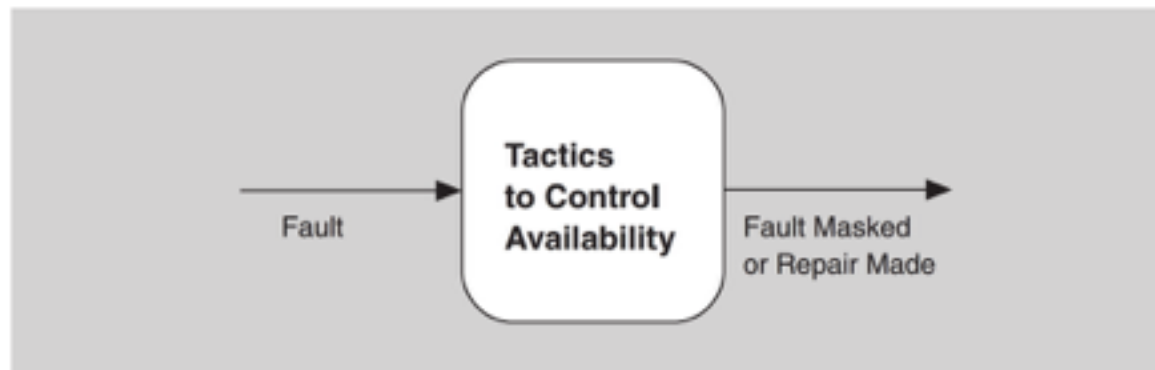 Fault
Tactics
to Control
Availability
Fault Masked
or Repair Made